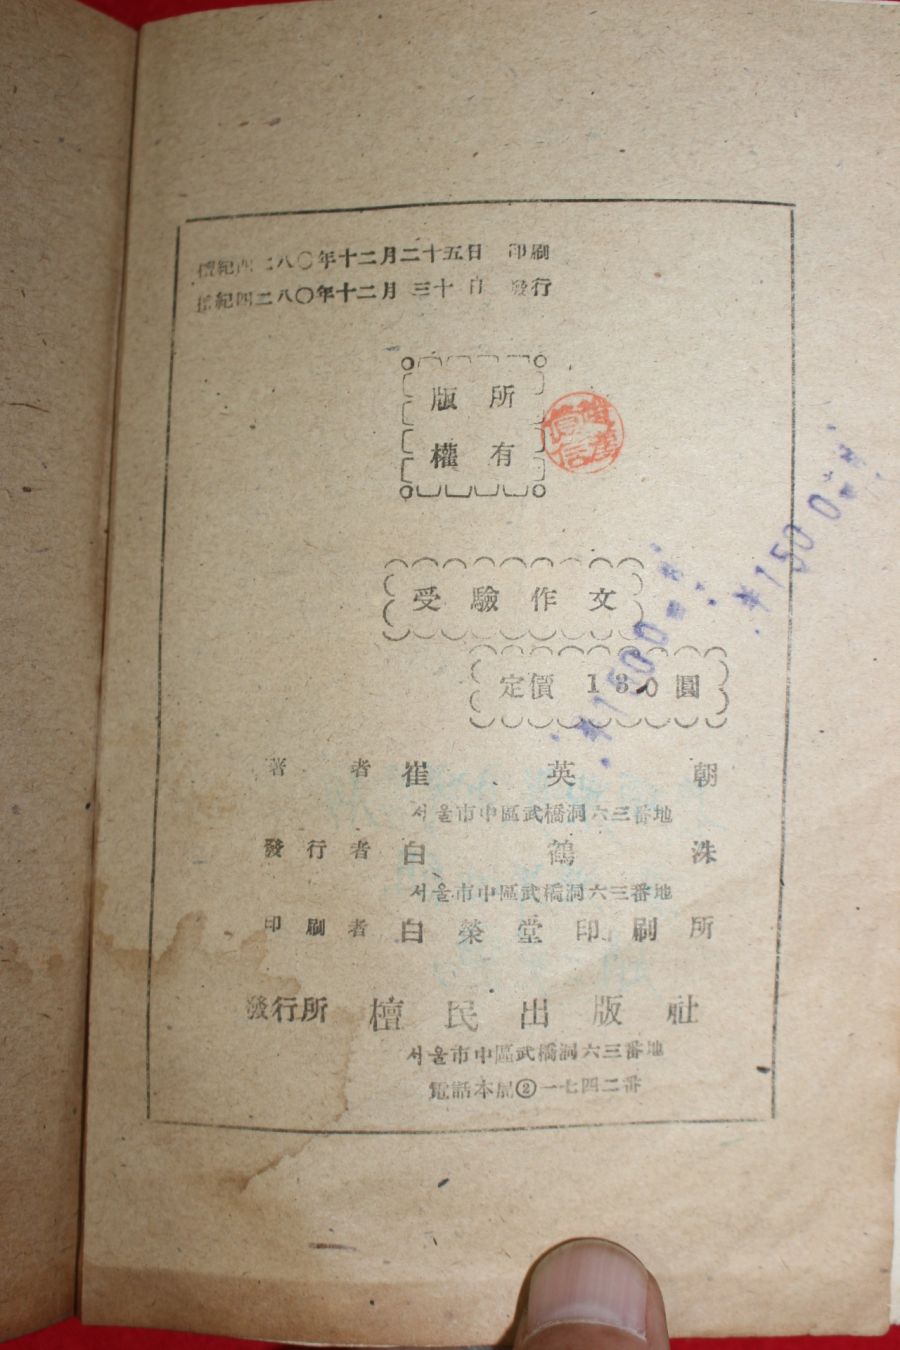 檀紀四二八〇年十二月二十五日 印刷
檀紀四二八〇年十二月 三十 日 發行
版 所
權 有
受 驗 作 文
定價 130圓
¥150
¥150
著 者 崔 英 朝
서울市中區武橋洞六三番地
發 行 者 白 鶴 洙
서울市中區武橋洞六三番地
印 刷 者 白 榮 堂 印 刷 所
發行所 檀 民 出 版 社
서울市中區武橋洞六三番地
電話本局②一七四二番